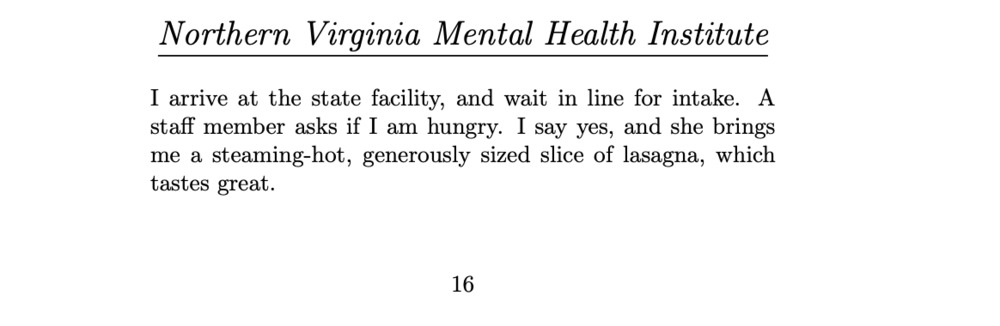 Northern Virginia Mental Health Institute
I arrive at the state facility, and wait in line for intake. A
staff member asks if I am hungry. I say yes, and she brings
me a steaming-hot, generously sized slice of lasagna, which
tastes great.
16